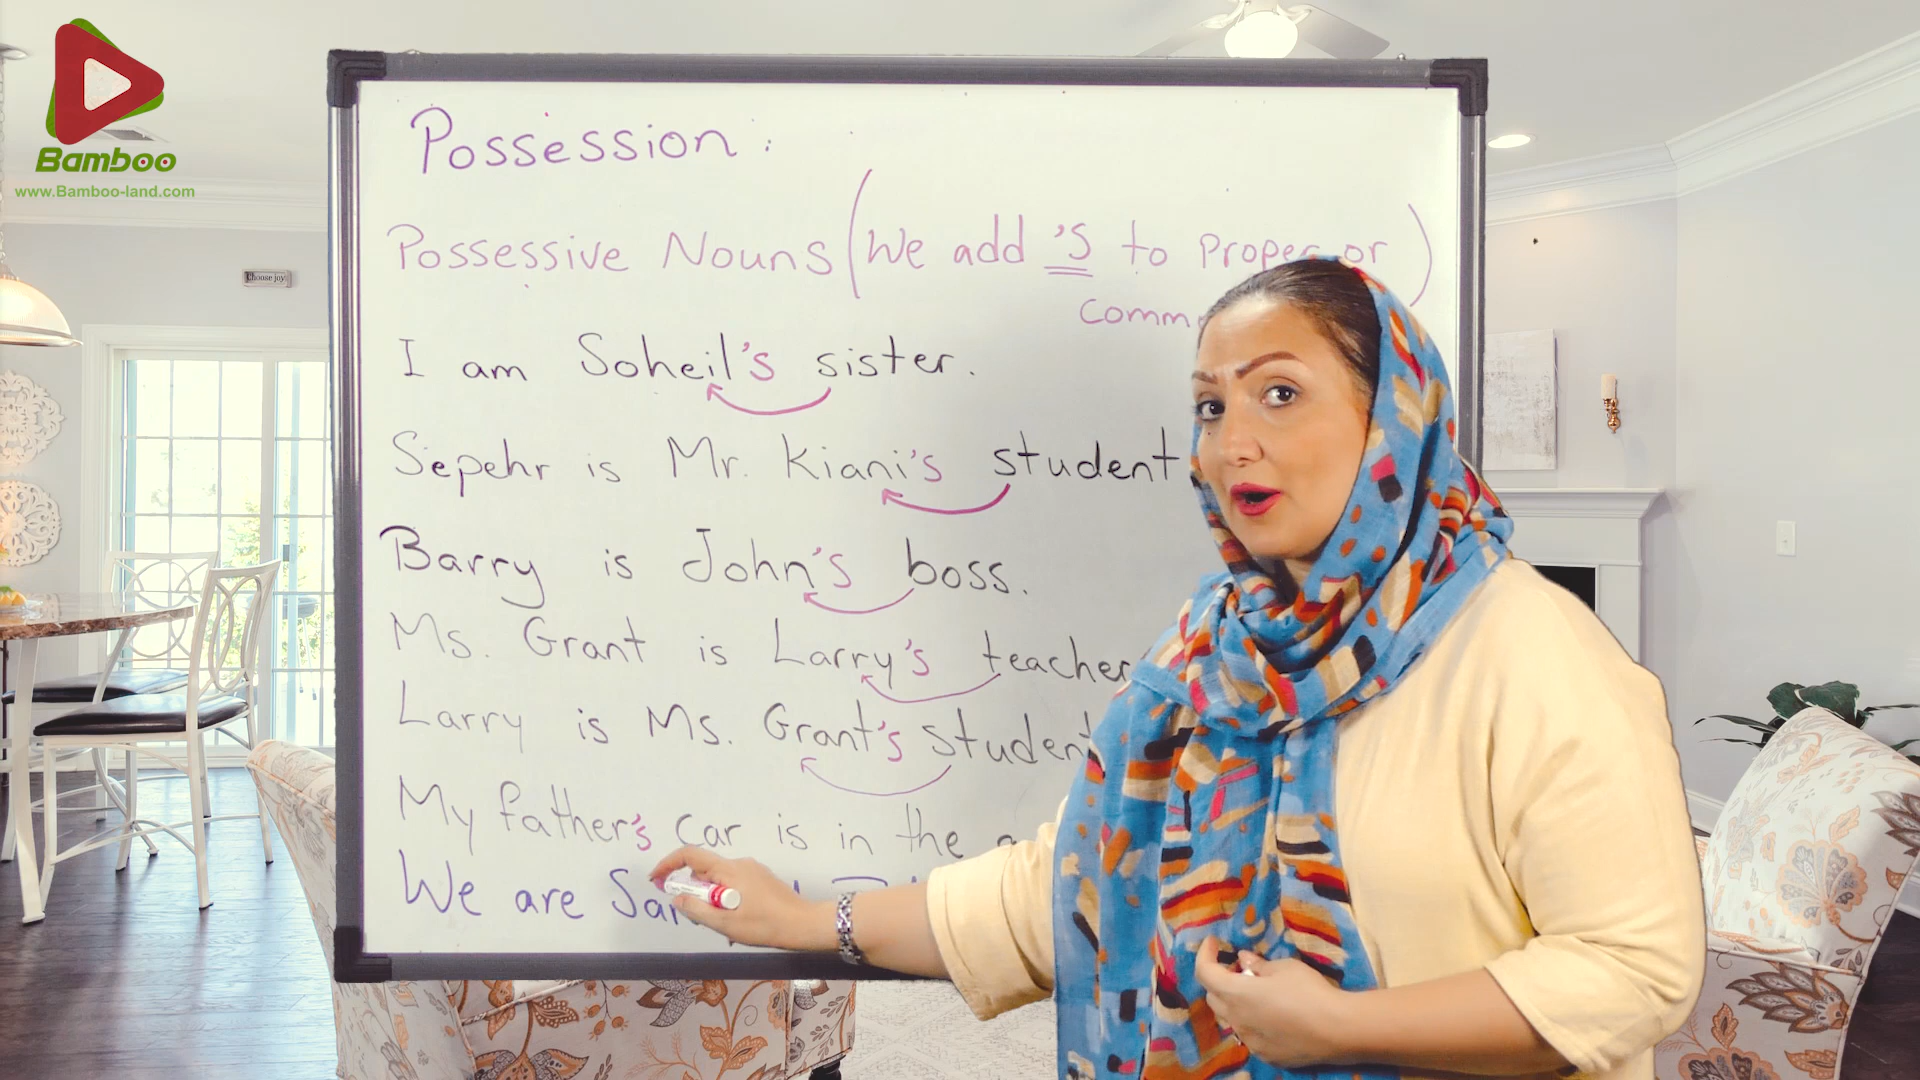 Bamboo
www.Bamboo-land.com
Choose joy
Possession:
Possessive Nouns (We add 's to proper or
)
I am Soheil's sister.
Sepehr is Mr. Kiani's student
Barry is John's boss.
Ms. Grant is Larry's teacher
Larry is Ms. Grant's student
My father's car is in the
We are